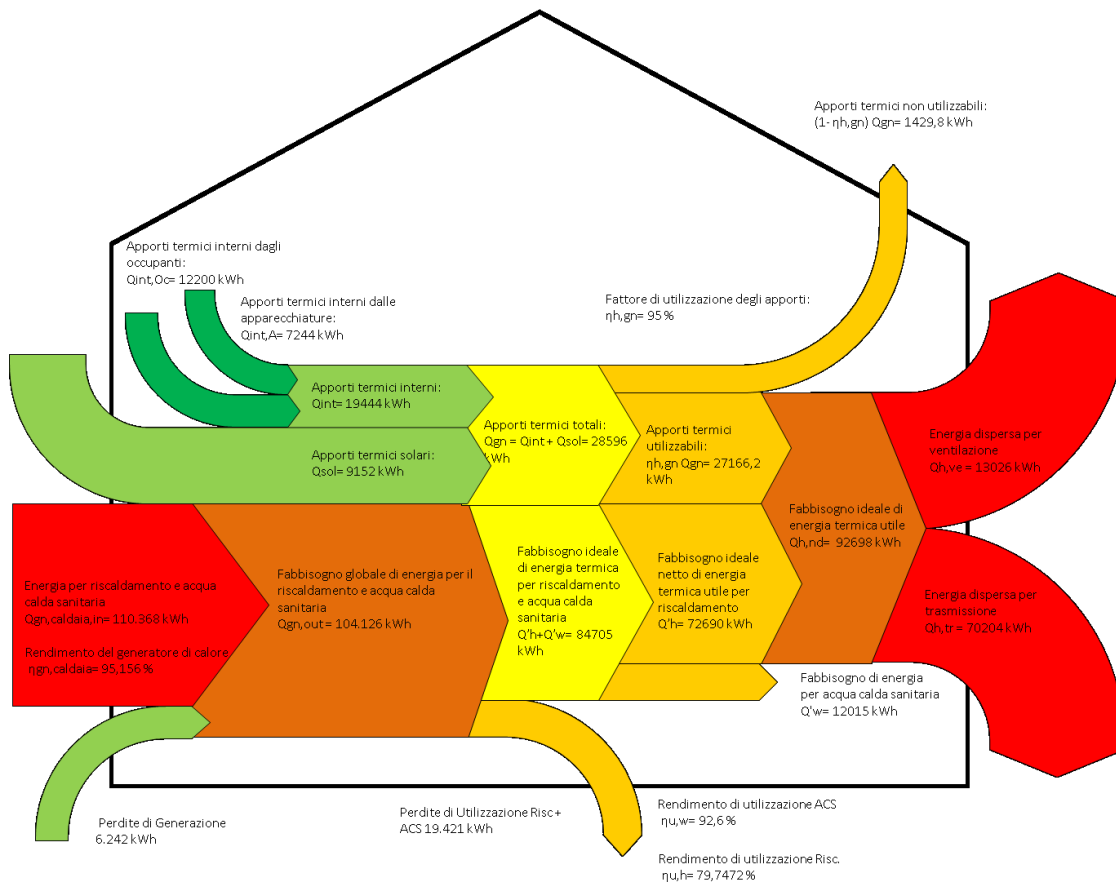 Apporti termici non utilizzabili:
(1- ηh,gn) Qgn= 1429,8 kWh
Apporti termici interni dagli
occupanti:
Qint,Oc= 12200 kWh
Apporti termici interni dalle
apparecchiature:
Qint,A= 7244 kWh
Fattore di utilizzazione degli apporti:
ηh,gn= 95 %
Apporti termici interni:
Qint= 19444 kWh
Apporti termici solari:
Qsol= 9152 kWh
Apporti termici totali:
Qgn = Qint + Qsol= 28596
kWh
Apporti termici
utilizzabili:
ηh,gn Qgn= 27166,2
kWh
Energia dispersa per
ventilazione
Qh,ve = 13026 kWh
Fabbisogno ideale di
energia termica utile
Qh,nd= 92698 kWh
Energia per riscaldamento e acqua
calda sanitaria
Qgn,caldaia,in= 110.368 kWh
Rendimento del generatore di calore
ηgn,caldaia= 95,156 %
Fabbisogno globale di energia per il
riscaldamento e acqua calda
sanitaria
Qgn,out = 104.126 kWh
Fabbisogno ideale
di energia termica
per riscaldamento
e acqua calda
sanitaria
Q'h+Q'w= 84705
kWh
Fabbisogno ideale
netto di energia
termica utile per
riscaldamento
Q'h= 72690 kWh
Energia dispersa per
trasmissione
Qh,tr = 70204 kWh
Fabbisogno di energia
per acqua calda sanitaria
Q'w= 12015 kWh
Perdite di Generazione
6.242 kWh
Perdite di Utilizzazione Risc +
ACS 19.421 kWh
Rendimento di utilizzazione ACS
ηu,w= 92,6 %
Rendimento di utilizzazione Risc.
ηu,h= 79,7472 %